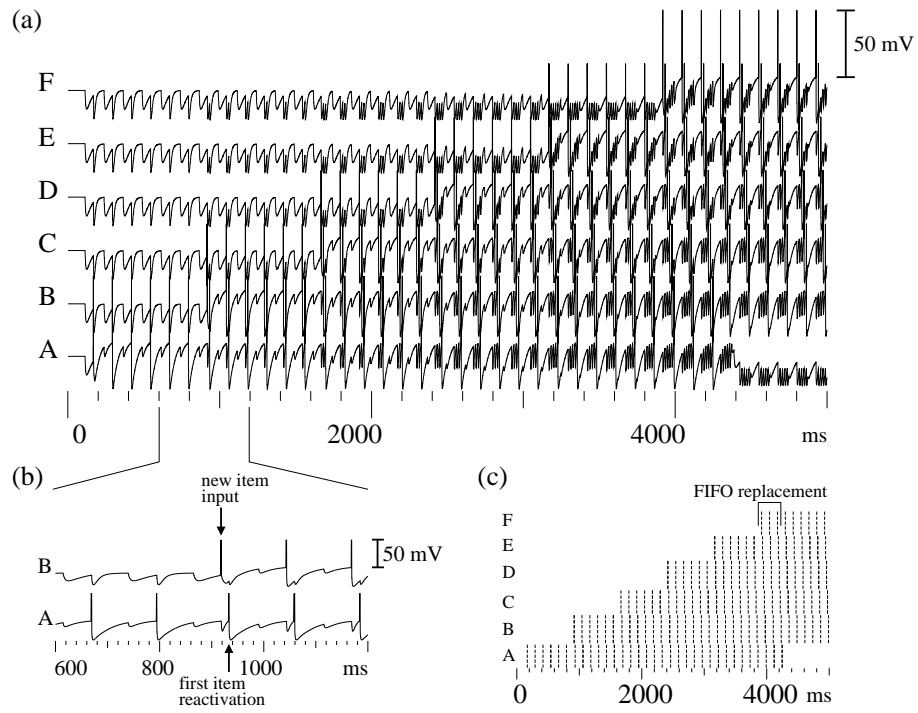 (a)
50 mV
F
E
D
C
B
A
0 2000 4000 ms
(b)
new item
input
50 mV
B
A
600 800 1000 ms
first item
reactivation
(c)
FIFO replacement
F
E
D
C
B
A
0 2000 4000 ms